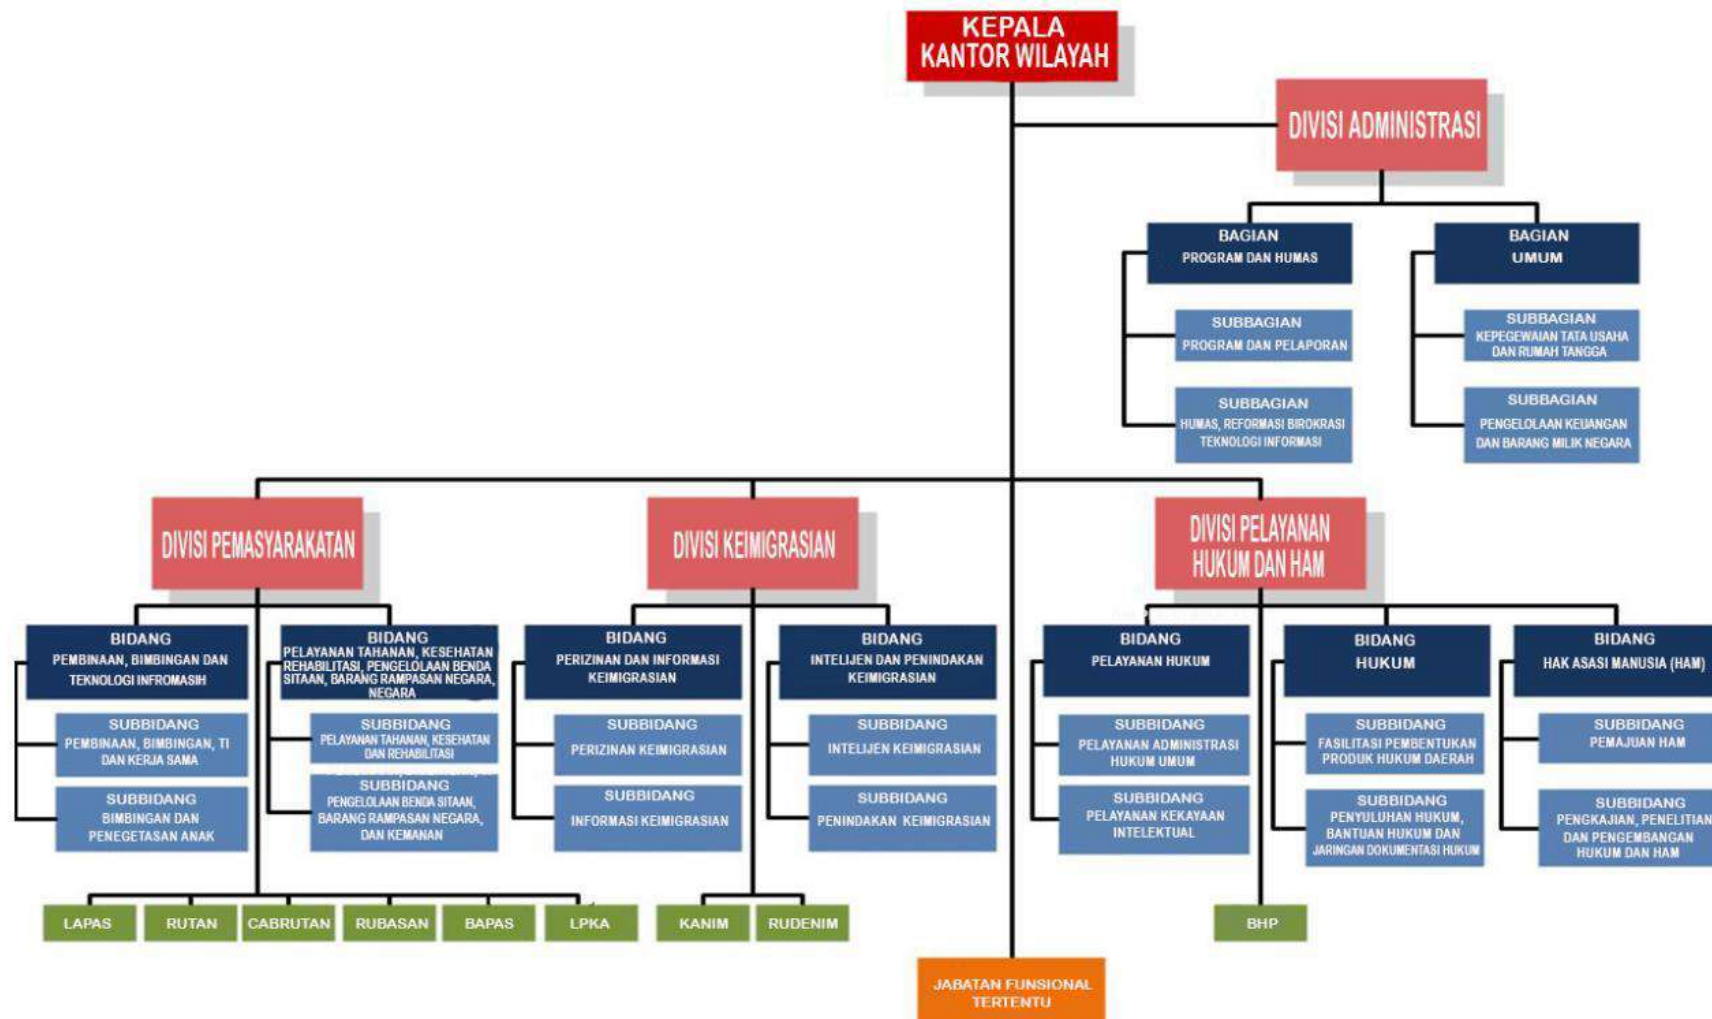 KEPALA
KANTOR WILAYAH
DIVISI ADMINISTRASI
BAGIAN
PROGRAM DAN HUMAS
BAGIAN
UMUM
SUBBAGIAN
PROGRAM DAN PELAPORAN
SUBBAGIAN
KEPEGEWAIAN TATA USAHA
DAN RUMAH TANGGA
SUBBAGIAN
HUMAS, REFORMASI BIROKRASI
TEKNOLOGI INFORMASI
SUBBAGIAN
PENGELOLAAN KEUANGAN
DAN BARANG MILIK NEGARA
DIVISI PEMASYARAKATAN
DIVISI KEIMIGRASIAN
DIVISI PELAYANAN
HUKUM DAN HAM
BIDANG
PEMBINAAN, BIMBINGAN DAN
TEKNOLOGI INFROMASIH
BIDANG
PELAYANAN TAHANAN, KESEHATAN
REHABILITASI, PENGELOLAAN BENDA
SITAAN, BARANG RAMPASAN NEGARA,
NEGARA
BIDANG
PERIZINAN DAN INFORMASI
KEIMIGRASIAN
BIDANG
INTELIJEN DAN PENINDAKAN
KEIMIGRASIAN
BIDANG
PELAYANAN HUKUM
BIDANG
HUKUM
BIDANG
HAK ASASI MANUSIA (HAM)
SUBBIDANG
PEMBINAAN, BIMBINGAN, TI
DAN KERJA SAMA
SUBBIDANG
PELAYANAN TAHANAN, KESEHATAN
DAN REHABILITASI
SUBBIDANG
PERIZINAN KEIMIGRASIAN
SUBBIDANG
INTELIJEN KEIMIGRASIAN
SUBBIDANG
PELAYANAN ADMINISTRASI
HUKUM UMUM
SUBBIDANG
FASILITASI PEMBENTUKAN
PRODUK HUKUM DAERAH
SUBBIDANG
PEMAJUAN HAM
SUBBIDANG
BIMBINGAN DAN
PENEGETASAN ANAK
SUBBIDANG
PENGELOLAAN BENDA SITAAN,
BARANG RAMPASAN NEGARA,
DAN KEMANAN
SUBBIDANG
INFORMASI KEIMIGRASIAN
SUBBIDANG
PENINDAKAN KEIMIGRASIAN
SUBBIDANG
PELAYANAN KEKAYAAN
INTELEKTUAL
SUBBIDANG
PENYULUHAN HUKUM,
BANTUAN HUKUM DAN
JARINGAN DOKUMENTASI HUKUM
SUBBIDANG
PENGKAJIAN, PENELITIAN
DAN PENGEMBANGAN
HUKUM DAN HAM
LAPAS
RUTAN
CABRUTAN
RUBASAN
BAPAS
LPKA
KANIM
RUDENIM
BHP
JABATAN FUNSIONAL
TERTENTU